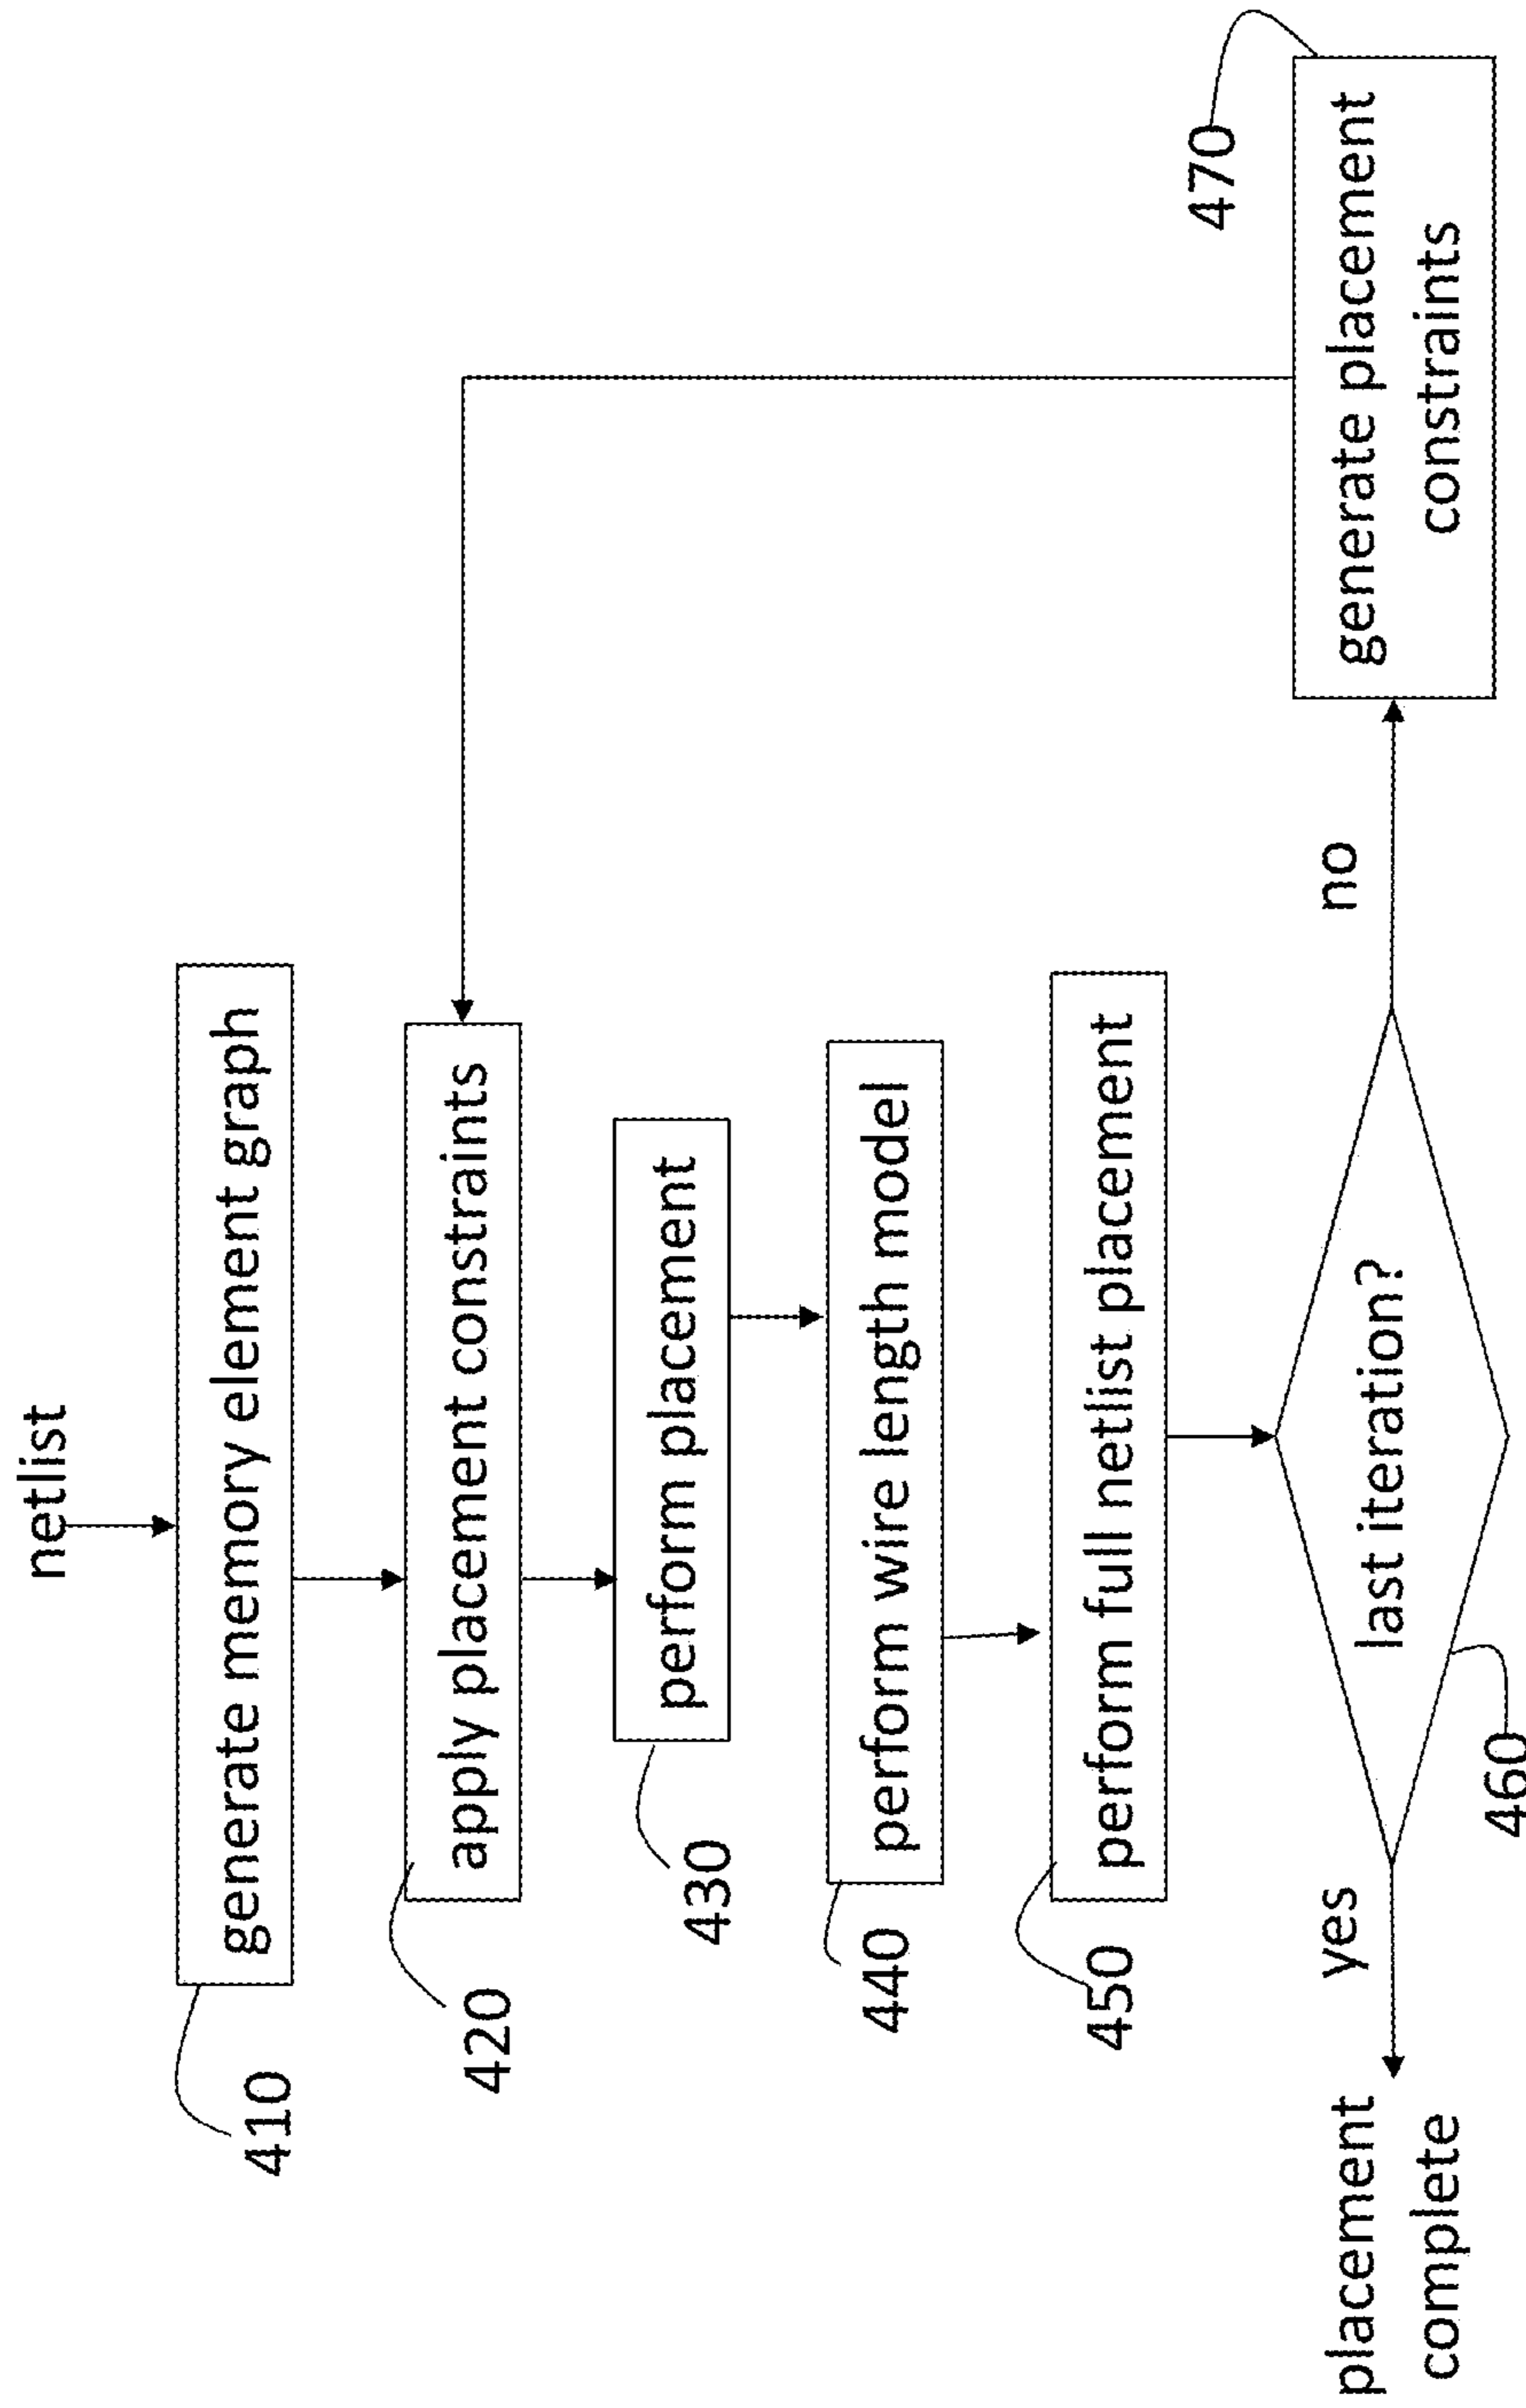 netlist
generate memory element graph
410
apply placement constraints
420
perform placement
430
perform wire length model
440
perform full netlist placement
450
last iteration?
460
yes
no
placement
complete
generate placement
constraints
470